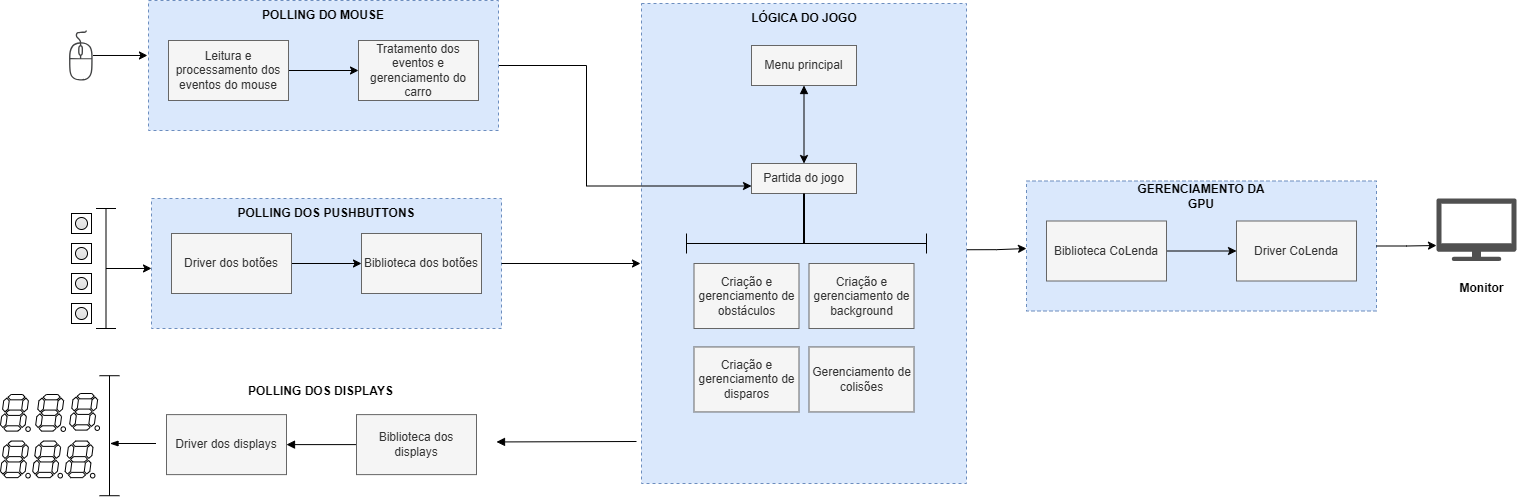 POLLING DO MOUSE
Leitura e
processamento dos
eventos do mouse
Tratamento dos
eventos e
gerenciamento do
carro
POLLING DOS PUSHBUTTONS
Driver dos botões
Biblioteca dos botões
POLLING DOS DISPLAYS
Driver dos displays
Biblioteca dos
displays
LÓGICA DO JOGO
Menu principal
Partida do jogo
Criação e
gerenciamento de
obstáculos
Criação e
gerenciamento de
background
Criação e
gerenciamento de
disparos
Gerenciamento de
colisões
GERENCIAMENTO DA
GPU
Biblioteca CoLenda
Driver CoLenda
Monitor